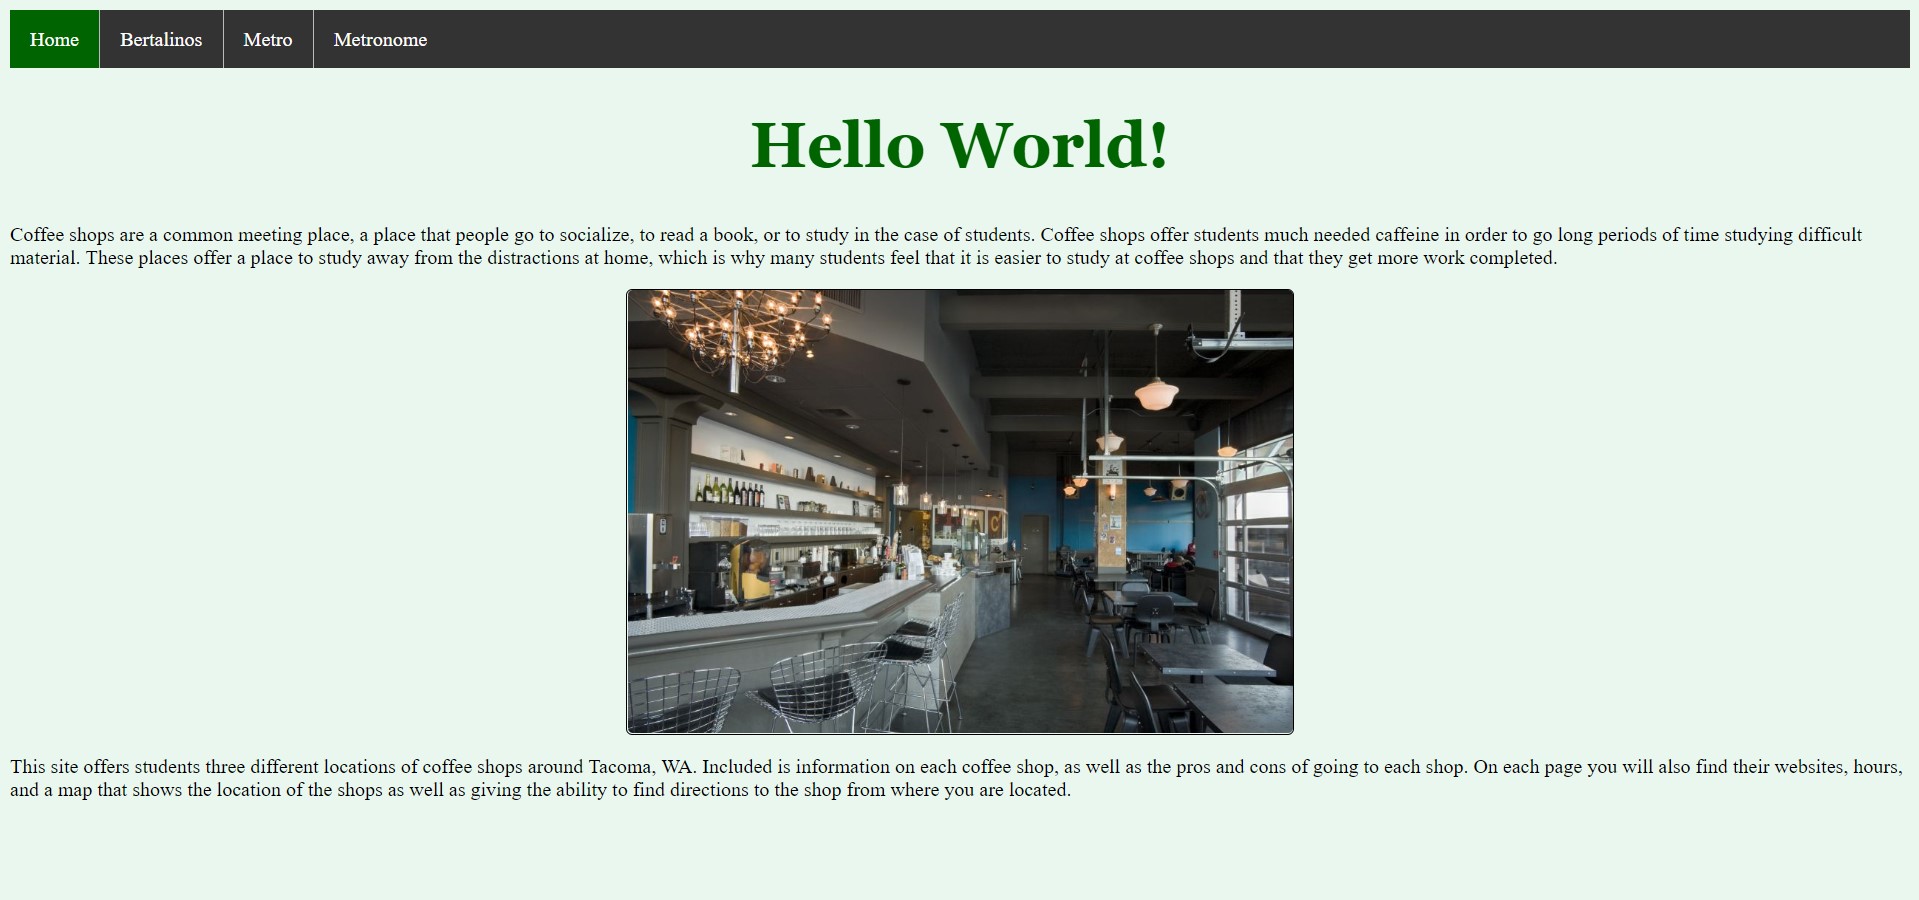 Home Bertalinos Metro Metronome
Hello World!
Coffee shops are a common meeting place, a place that people go to socialize, to read a book, or to study in the case of students. Coffee shops offer students much needed caffeine in order to go long periods of time studying difficult
material. These places offer a place to study away from the distractions at home, which is why many students feel that it is easier to study at coffee shops and that they get more work completed.
This site offers students three different locations of coffee shops around Tacoma, WA. Included is information on each coffee shop, as well as the pros and cons of going to each shop. On each page you will also find their websites, hours,
and a map that shows the location of the shops as well as giving the ability to find directions to the shop from where you are located.